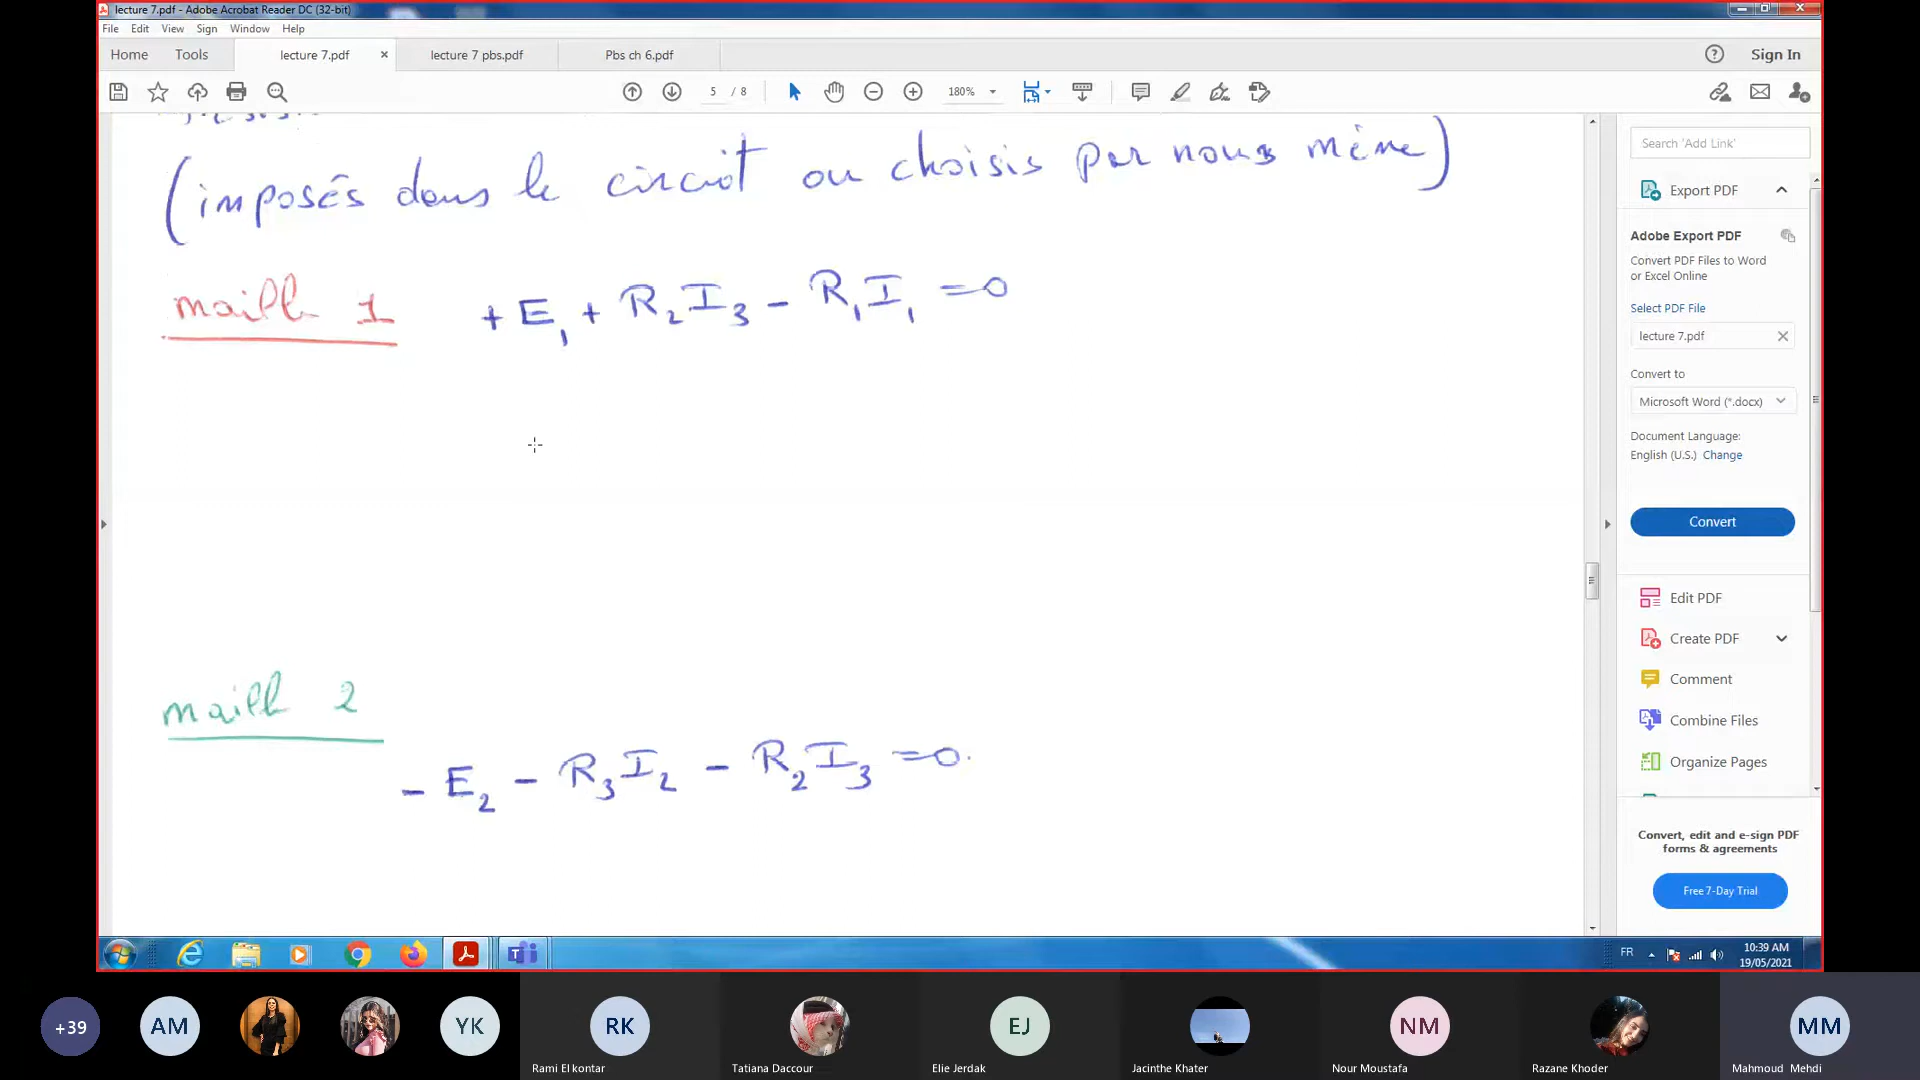 lecture 7.pdf - Adobe Acrobat Reader DC (32-bit)
File Edit View Sign Window Help
Home Tools lecture 7.pdf × lecture 7 pbs.pdf Pbs ch 6.pdf Sign In
5 / 8 180%
(imposés dans le circuit ou choisis par nous même)
maille 1 + E₁ + R₂I₃ - R₁I₁ = 0
maille 2
- E₂ - R₃I₂ - R₂I₃ = 0.
Search 'Add Link'
Export PDF
Adobe Export PDF
Convert PDF Files to Word
or Excel Online
Select PDF File
lecture 7.pdf
Convert to
Microsoft Word (*.docx)
Document Language:
English (U.S.) Change
Convert
Edit PDF
Create PDF
Comment
Combine Files
Organize Pages
Convert, edit and e-sign PDF
forms & agreements
Free 7-Day Trial
FR
10:39 AM
19/05/2021
+39 AM YK RK EJ NM MM
Rami El kontar Tatiana Daccour Elie Jerdak Jacinthe Khater Nour Moustafa Razane Khoder Mahmoud Mehdi